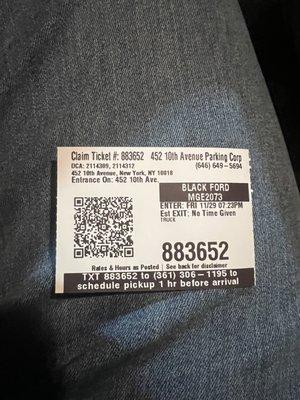 Claim Ticket #: 883652 452 10th Avenue Parking Corp
DCA: 2114309, 2114312 (646) 649-5694
452 10th Avenue, New York, NY 10018
Entrance On: 452 10th Ave.
BLACK FORD
MGE2073
ENTER: FRI 11/29 07:23PM
Est EXIT: No Time Given
TRUCK
883652
Rates & Hours as Posted | See back for disclaimer
TXT 883652 to (361) 306-1195 to
schedule pickup 1 hr before arrival